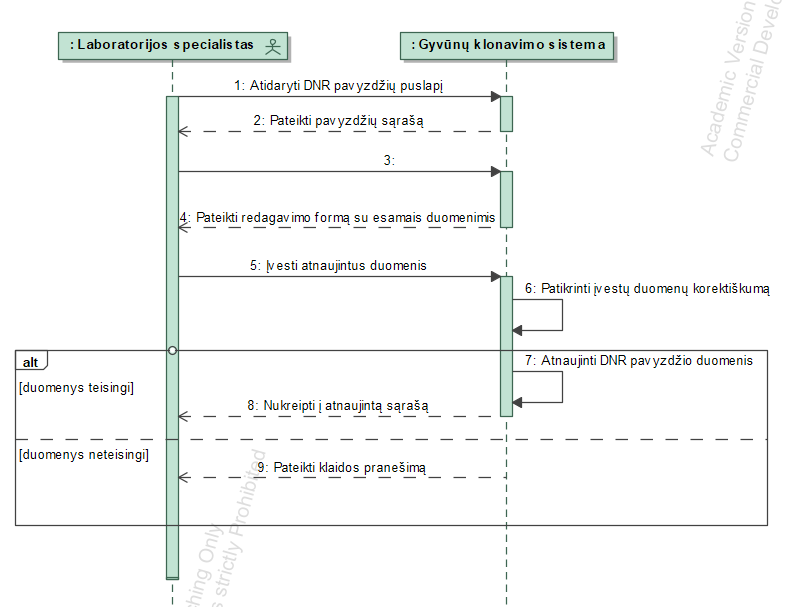 : Laboratorijos specialistas
: Gyvūnų klonavimo sistema
1: Atidaryti DNR pavyzdžių puslapį
2: Pateikti pavyzdžių sąrašą
3:
4: Pateikti redagavimo formą su esamais duomenimis
5: Įvesti atnaujintus duomenis
6: Patikrinti įvestų duomenų korektiškumą
alt
7: Atnaujinti DNR pavyzdžio duomenis
[duomenys teisingi]
8: Nukreipti į atnaujintą sąrašą
[duomenys neteisingi]
9: Pateikti klaidos pranešimą
Academic Version
Commercial Develo
ching Only
s strictly Prohibited